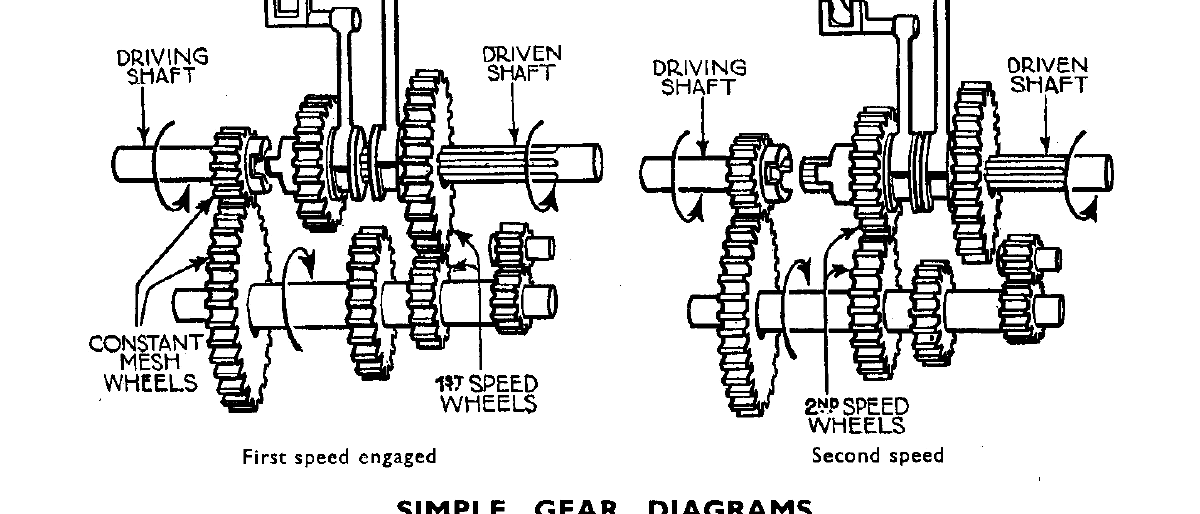 DRIVING
SHAFT
DRIVEN
SHAFT
CONSTANT
MESH
WHEELS
1ST SPEED
WHEELS
First speed engaged
DRIVING
SHAFT
DRIVEN
SHAFT
2ND SPEED
WHEELS
Second speed
SIMPLE GEAR DIAGRAMS